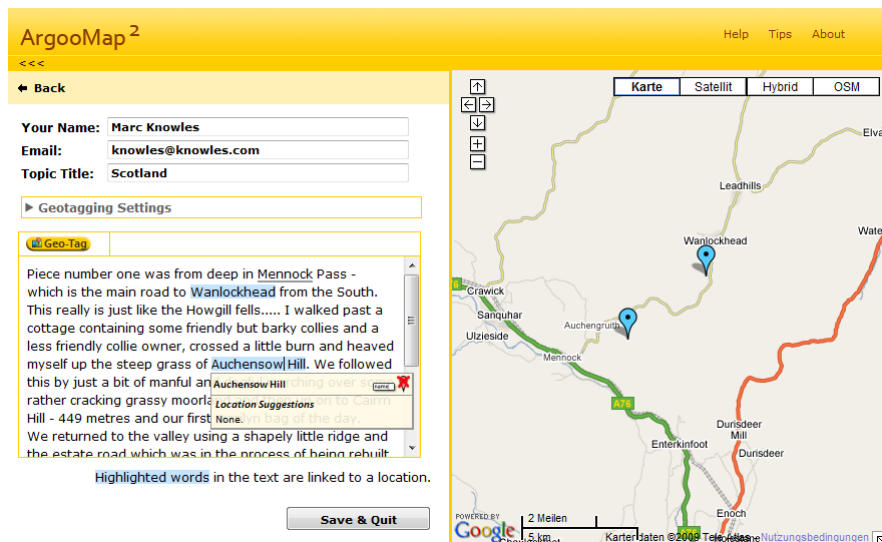 ArgooMap 2
Help Tips About
<<<
Back
Your Name: Marc Knowles
Email: knowles@knowles.com
Topic Title: Scotland
Geotagging Settings
Geo-Tag
Piece number one was from deep in Mennock Pass -
which is the main road to Wanlockhead from the South.
This really is just like the Howgill fells..... I walked past a
cottage containing some friendly but barky collies and a
less friendly collie owner, crossed a little burn and heaved
myself up the steep grass of Auchensow Hill. We followed
this by just a bit of manful an
rather cracking grassy moorl
Hill - 449 metres and our first
We returned to the valley using a shapely little ridge and
the estate road which was in the process of being rebuilt
Auchensow Hill name
Location Suggestions
None.
Highlighted words in the text are linked to a location.
Save & Quit
Karte Satellit Hybrid OSM
Elva
Leadhills
Wate
Wanlockhead
Crawick
Sanquhar
Auchengruith
Ulzieside
Mennock
A76
Durisdeer
Mill
Enterkinfoot
Durisdeer
Enoch
2 Meilen
5 km
POWERED BY
Google
Kartendaten ©2009 Tele Atlas - Nutzungsbedingungen